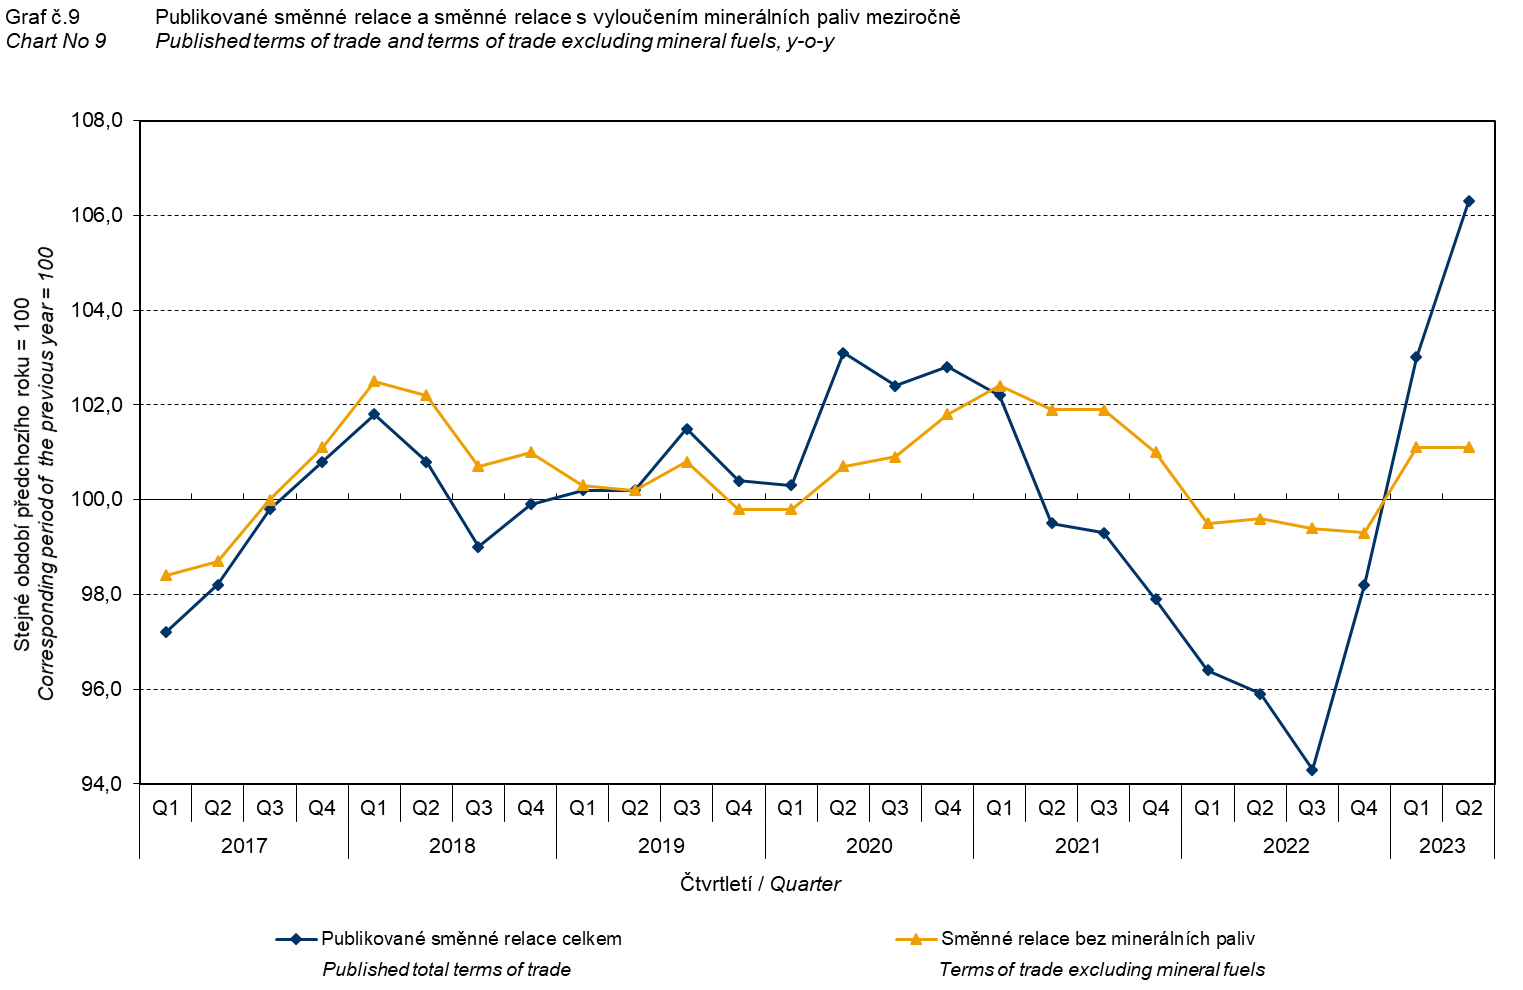 Graf č.9 Publikované směnné relace a směnné relace s vyloučením minerálních paliv meziročně
Chart No 9 Published terms of trade and terms of trade excluding mineral fuels, y-o-y
Stejné období předchozího roku = 100
Corresponding period of the previous year = 100
108,0
106,0
104,0
102,0
100,0
98,0
96,0
94,0
Q1 Q2 Q3 Q4 Q1 Q2 Q3 Q4 Q1 Q2 Q3 Q4 Q1 Q2 Q3 Q4 Q1 Q2 Q3 Q4 Q1 Q2 Q3 Q4 Q1 Q2
2017 2018 2019 2020 2021 2022 2023
Čtvrtletí / Quarter
Publikované směnné relace celkem Směnné relace bez minerálních paliv
Published total terms of trade Terms of trade excluding mineral fuels